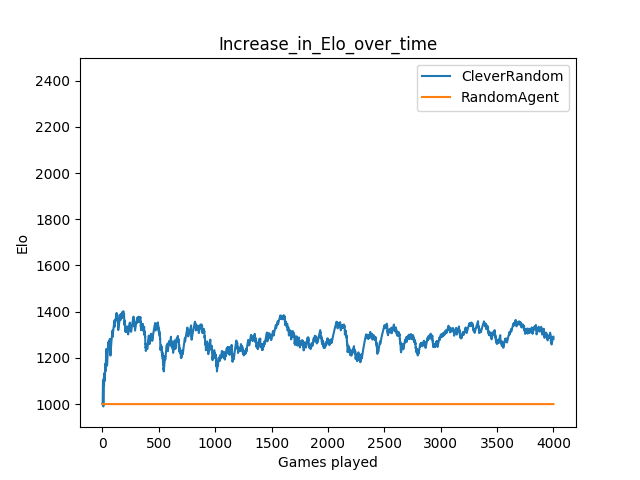 Increase_in_Elo_over_time
CleverRandom
RandomAgent
2400
2200
2000
1800
1600
1400
1200
1000
Elo
0 500 1000 1500 2000 2500 3000 3500 4000
Games played